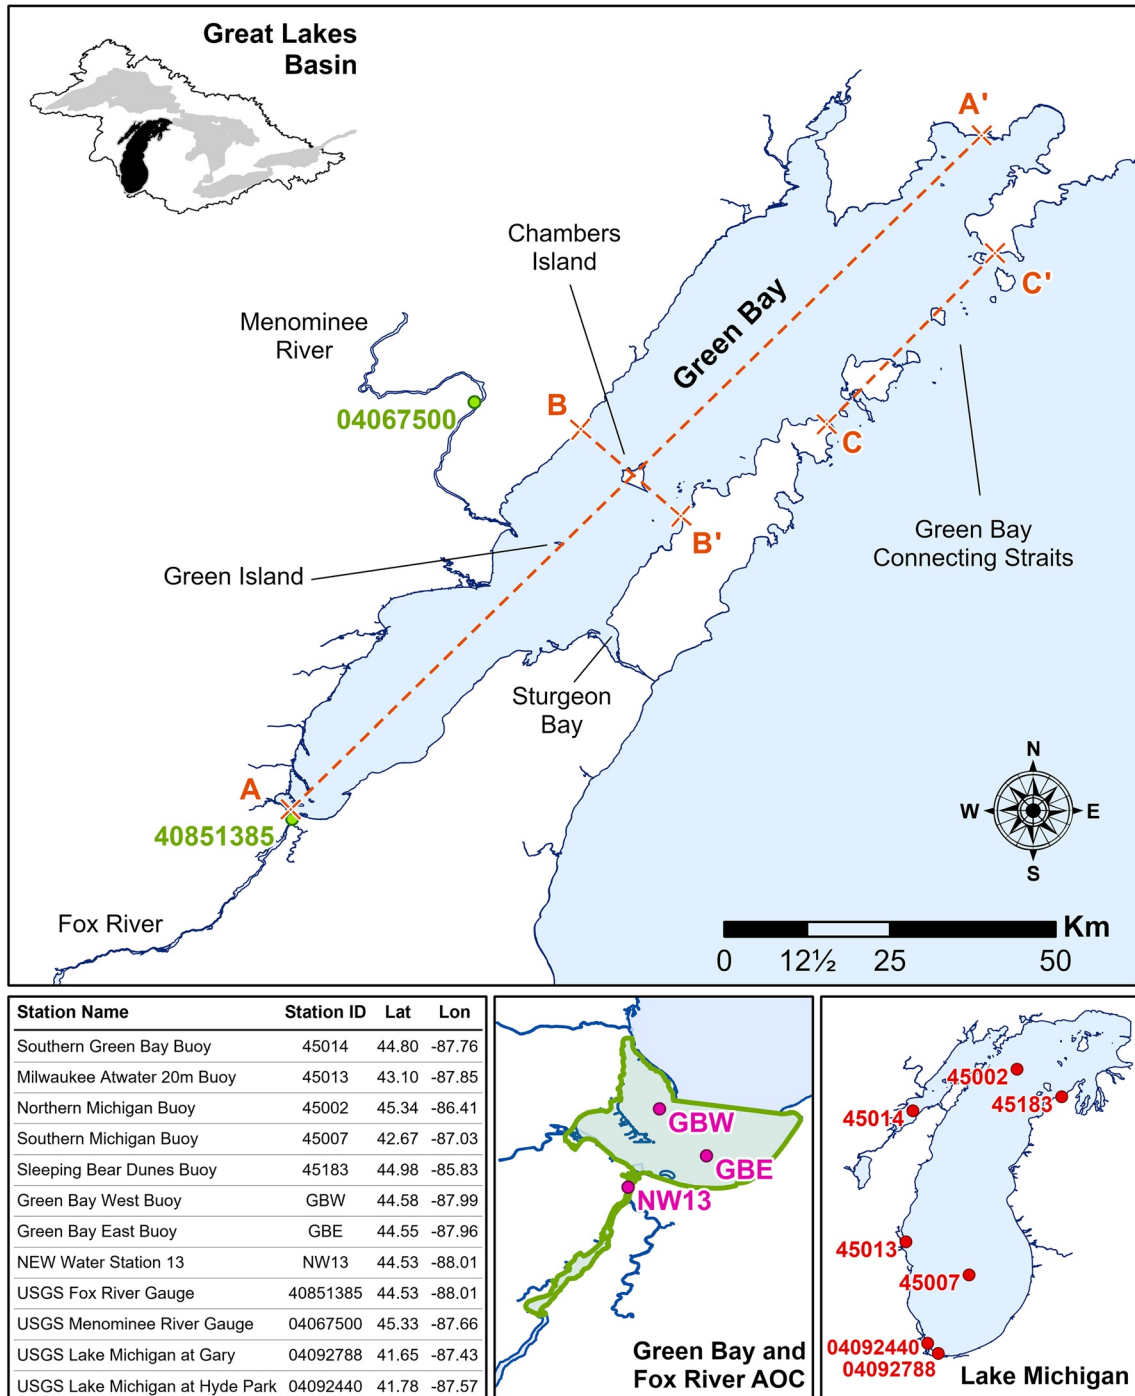 Great Lakes
Basin
A'
Chambers
Island
C'
Green Bay
Menominee
River
04067500
B
C
B'
Green Bay
Connecting Straits
Green Island
Sturgeon
Bay
A
40851385
Fox River
N
W
E
S
Km
0
12½
25
50
Station Name Station ID Lat Lon
Southern Green Bay Buoy 45014 44.80 -87.76
Milwaukee Atwater 20m Buoy 45013 43.10 -87.85
Northern Michigan Buoy 45002 45.34 -86.41
Southern Michigan Buoy 45007 42.67 -87.03
Sleeping Bear Dunes Buoy 45183 44.98 -85.83
Green Bay West Buoy GBW 44.58 -87.99
Green Bay East Buoy GBE 44.55 -87.96
NEW Water Station 13 NW13 44.53 -88.01
USGS Fox River Gauge 40851385 44.53 -88.01
USGS Menominee River Gauge 04067500 45.33 -87.66
USGS Lake Michigan at Gary 04092788 41.65 -87.43
USGS Lake Michigan at Hyde Park 04092440 41.78 -87.57
GBW
GBE
NW13
Green Bay and
Fox River AOC
45002
45183
45014
45013
45007
04092440
04092788
Lake Michigan